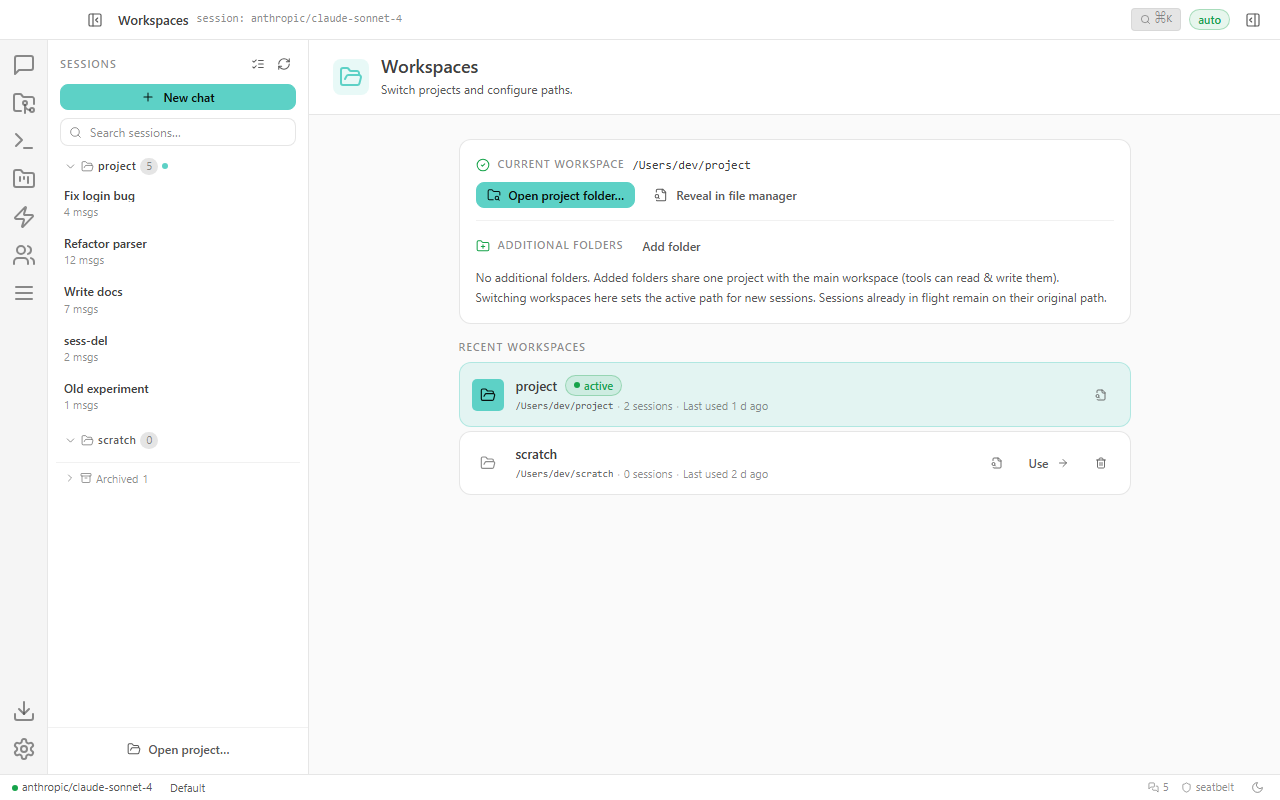 Workspaces session: anthropic/claude-sonnet-4
⌘K
auto
SESSIONS
New chat
Search sessions...
project 5
Fix login bug
4 msgs
Refactor parser
12 msgs
Write docs
7 msgs
sess-del
2 msgs
Old experiment
1 msgs
scratch 0
Archived 1
Open project...
Workspaces
Switch projects and configure paths.
CURRENT WORKSPACE /Users/dev/project
Open project folder... Reveal in file manager
ADDITIONAL FOLDERS Add folder
No additional folders. Added folders share one project with the main workspace (tools can read & write them).
Switching workspaces here sets the active path for new sessions. Sessions already in flight remain on their original path.
RECENT WORKSPACES
project active
/Users/dev/project · 2 sessions · Last used 1 d ago
scratch
/Users/dev/scratch · 0 sessions · Last used 2 d ago
Use
anthropic/claude-sonnet-4 Default
5 seatbelt